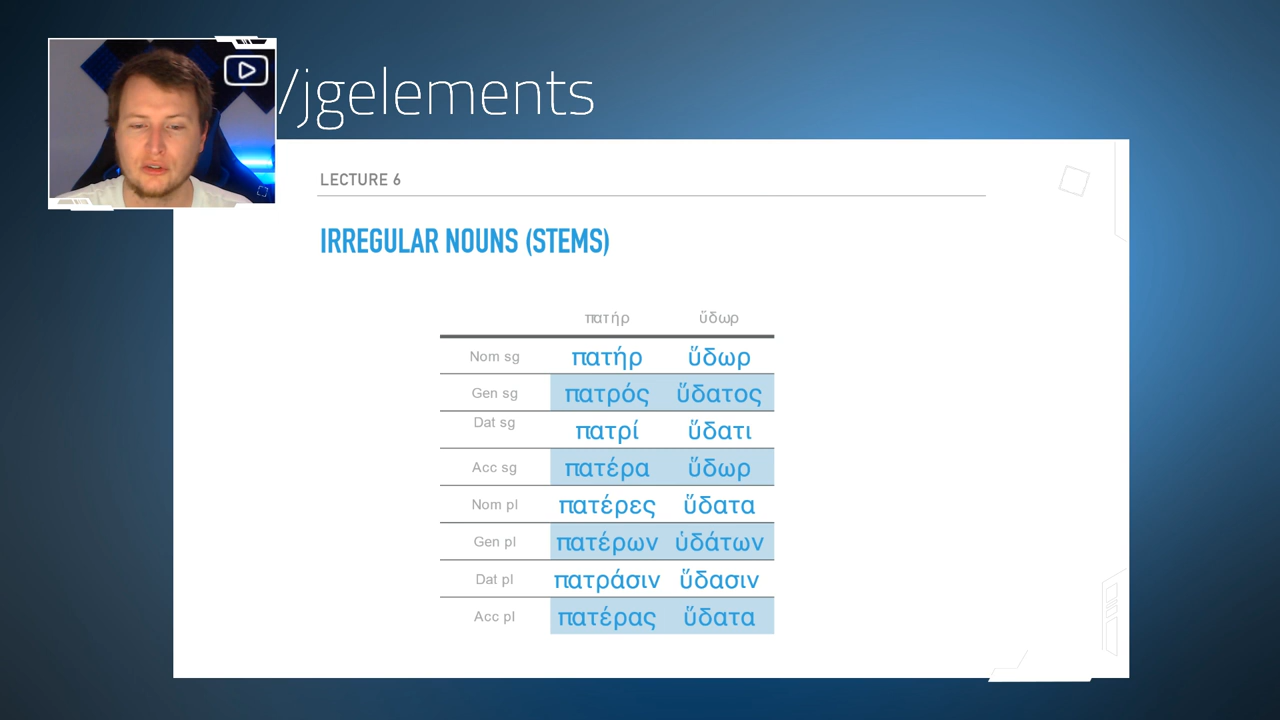 /jgelements
LECTURE 6
IRREGULAR NOUNS (STEMS)
πατήρ ὕδωρ
Nom sg πατήρ ὕδωρ
Gen sg πατρός ὕδατος
Dat sg πατρί ὕδατι
Acc sg πατέρα ὕδωρ
Nom pl πατέρες ὕδατα
Gen pl πατέρων ὑδάτων
Dat pl πατράσιν ὕδασιν
Acc pl πατέρας ὕδατα